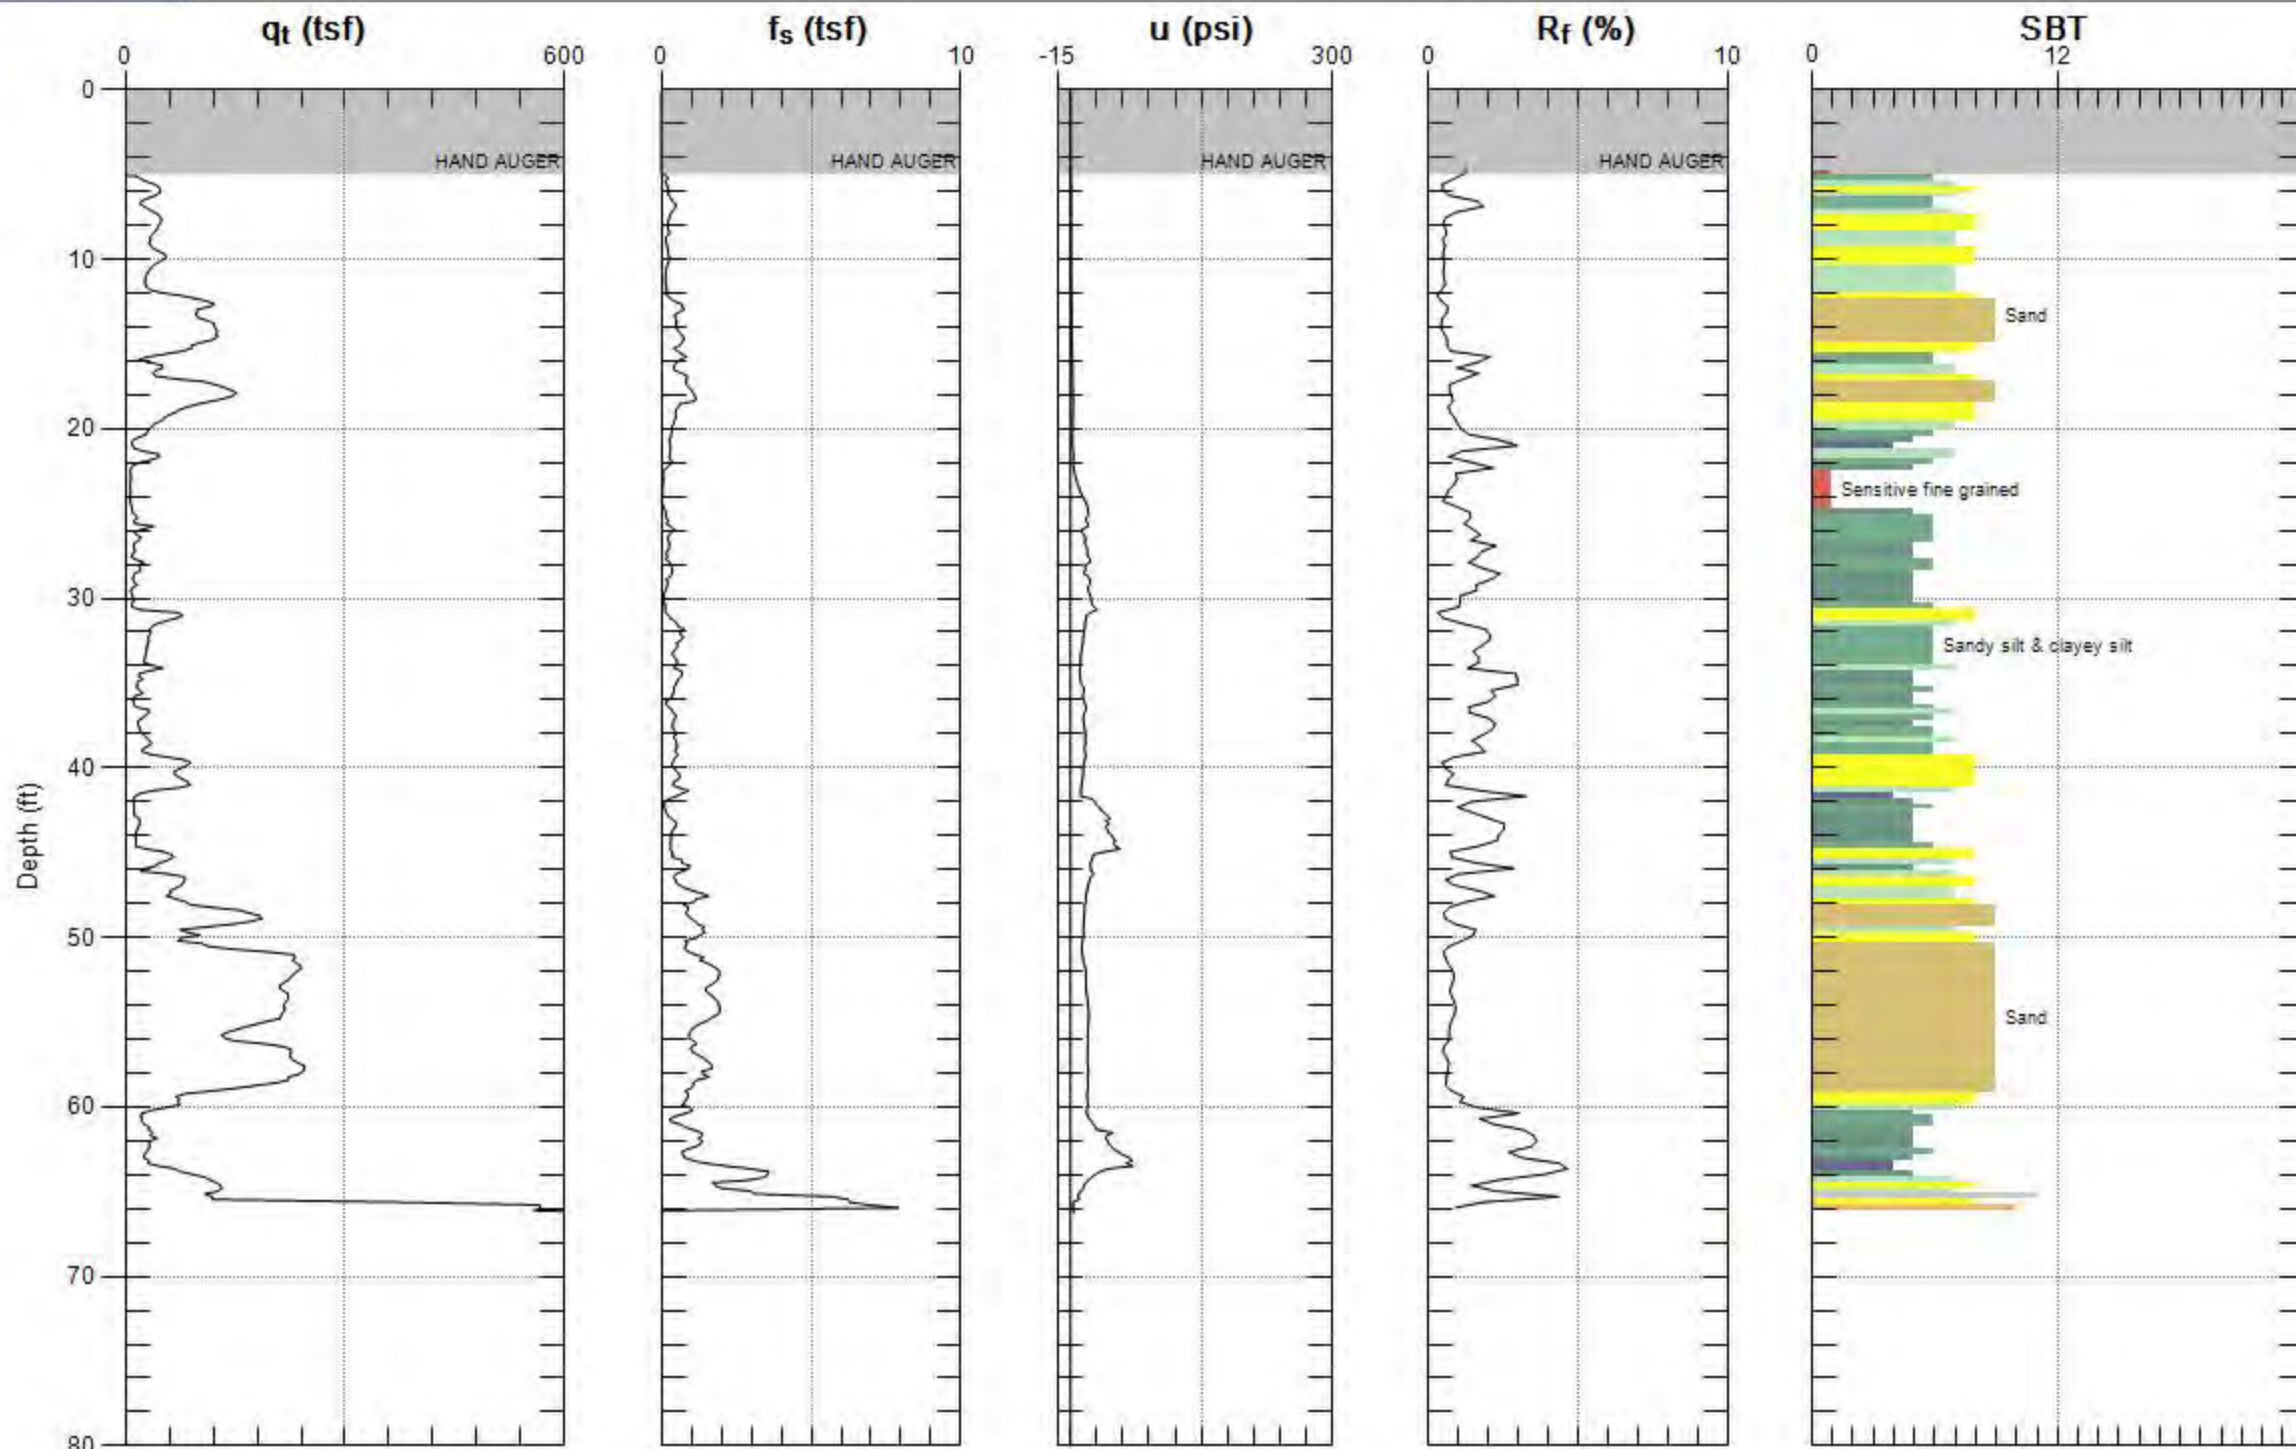 qt (tsf) fs (tsf) u (psi) Rf (%) SBT
0 600 0 10 -15 300 0 10 0 12
0
HAND AUGER HAND AUGER HAND AUGER HAND AUGER
10
Sand
20
Sensitive fine grained
30
Sandy silt & clayey silt
40
Depth (ft)
50
Sand
60
70
80